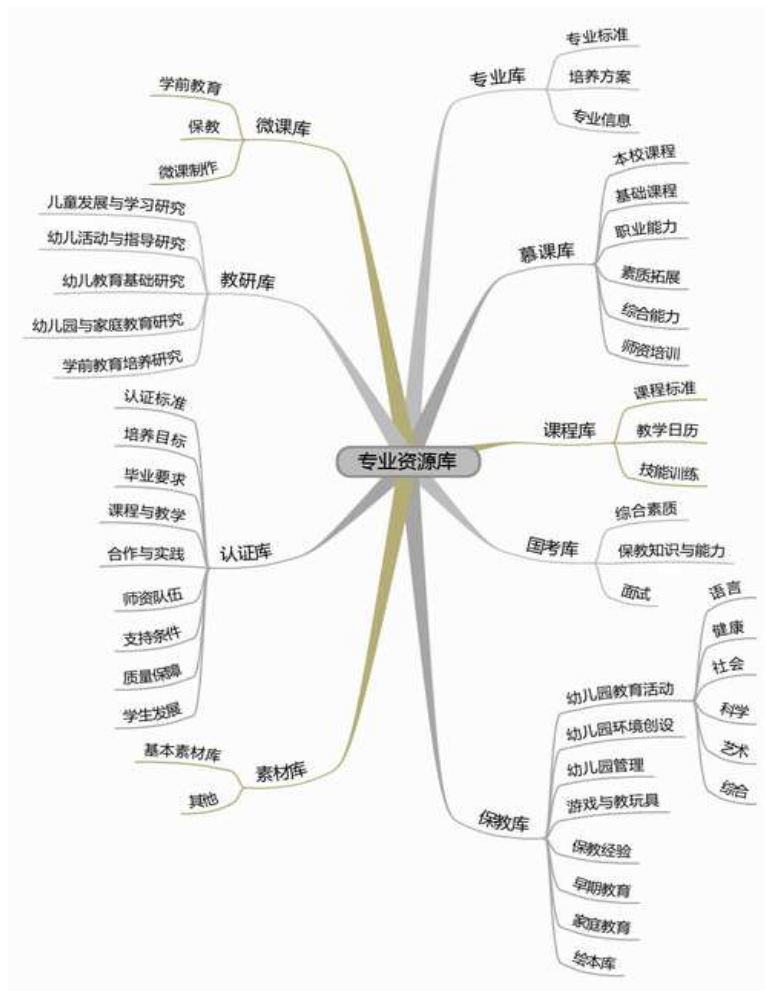 专业资源库
专业库
专业标准
培养方案
专业信息
慕课库
本校课程
基础课程
职业能力
素质拓展
综合能力
师资培训
课程库
课程标准
教学日历
技能训练
国考库
综合素质
保教知识与能力
面试
保教库
幼儿园教育活动
语言
健康
社会
科学
艺术
综合
幼儿园环境创设
幼儿园管理
游戏与教玩具
保教经验
早期教育
家庭教育
绘本库
微课库
学前教育
保教
微课制作
教研库
儿童发展与学习研究
幼儿活动与指导研究
幼儿教育基础研究
幼儿园与家庭教育研究
学前教育培养研究
认证库
认证标准
培养目标
毕业要求
课程与教学
合作与实践
师资队伍
支持条件
质量保障
学生发展
素材库
基本素材库
其他